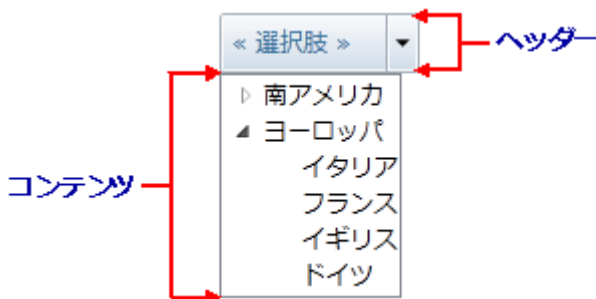 « 選択肢 »
ヘッダー
南アメリカ
ヨーロッパ
イタリア
コンテンツ
フランス
イギリス
ドイツ